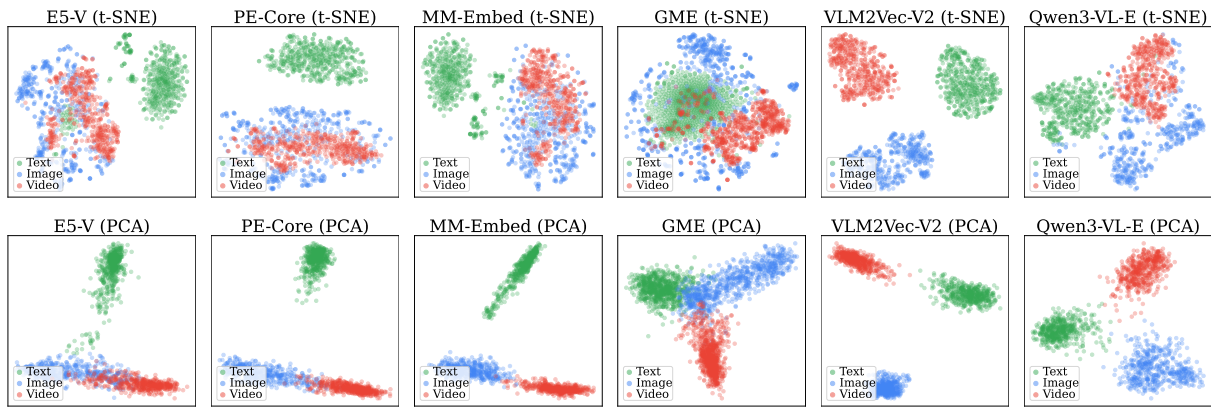 E5-V (t-SNE)
PE-Core (t-SNE)
MM-Embed (t-SNE)
GME (t-SNE)
VLM2Vec-V2 (t-SNE)
Qwen3-VL-E (t-SNE)
Text
Image
Video
Text
Image
Video
Text
Image
Video
Text
Image
Video
Text
Image
Video
Text
Image
Video
E5-V (PCA)
PE-Core (PCA)
MM-Embed (PCA)
GME (PCA)
VLM2Vec-V2 (PCA)
Qwen3-VL-E (PCA)
Text
Image
Video
Text
Image
Video
Text
Image
Video
Text
Image
Video
Text
Image
Video
Text
Image
Video